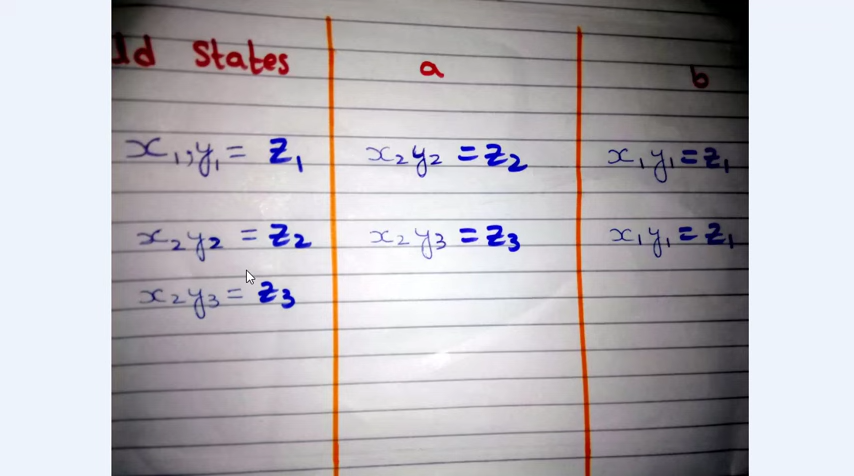 ld States a b
x₁,y₁ = z₁ x₂y₂ = z₂ x₁y₁ = z₁
x₂y₂ = z₂ x₂y₃ = z₃ x₁y₁ = z₁
x₂y₃ = z₃